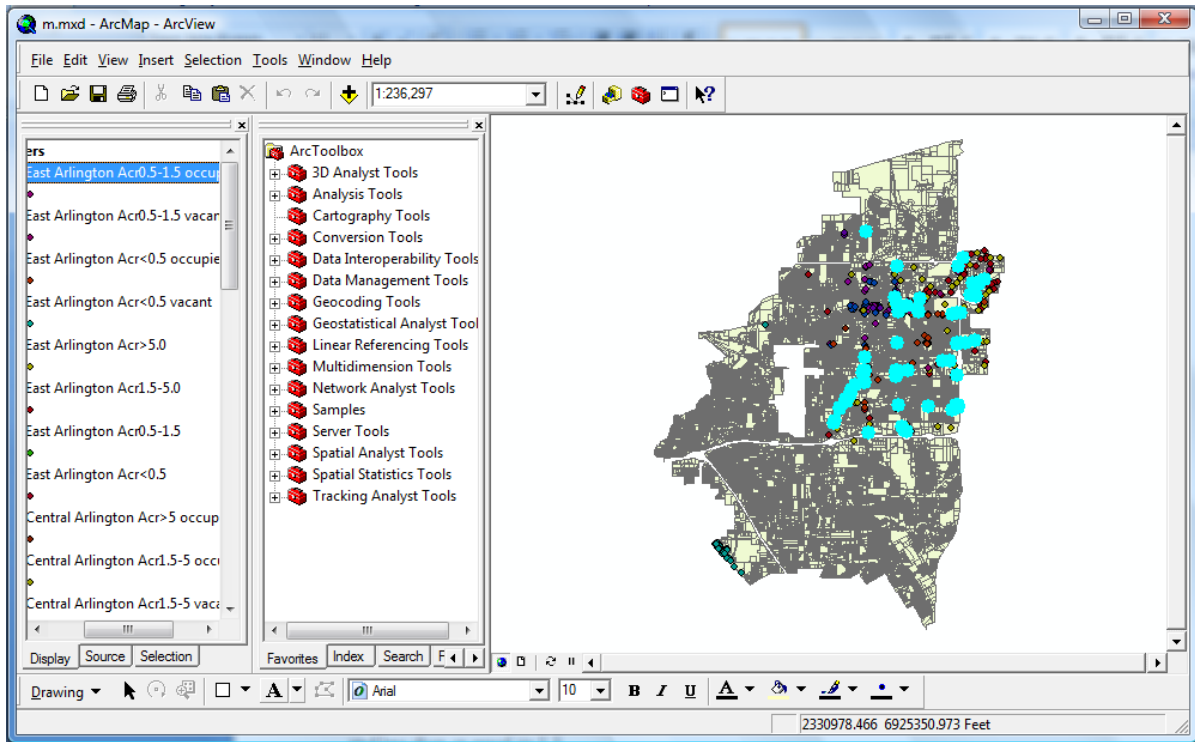 m.mxd - ArcMap - ArcView
File Edit View Insert Selection Tools Window Help
1:236,297
ers
East Arlington Acr0.5-1.5 occup
East Arlington Acr0.5-1.5 vacan
East Arlington Acr<0.5 occupie
East Arlington Acr<0.5 vacant
East Arlington Acr>5.0
East Arlington Acr1.5-5.0
East Arlington Acr0.5-1.5
East Arlington Acr<0.5
Central Arlington Acr>5 occup
Central Arlington Acr1.5-5 occu
Central Arlington Acr1.5-5 vaca
Display Source Selection
ArcToolbox
3D Analyst Tools
Analysis Tools
Cartography Tools
Conversion Tools
Data Interoperability Tools
Data Management Tools
Geocoding Tools
Geostatistical Analyst Tool
Linear Referencing Tools
Multidimension Tools
Network Analyst Tools
Samples
Server Tools
Spatial Analyst Tools
Spatial Statistics Tools
Tracking Analyst Tools
Favorites Index Search
Drawing A Arial 10 B I U A
2330978.466 6925350.973 Feet